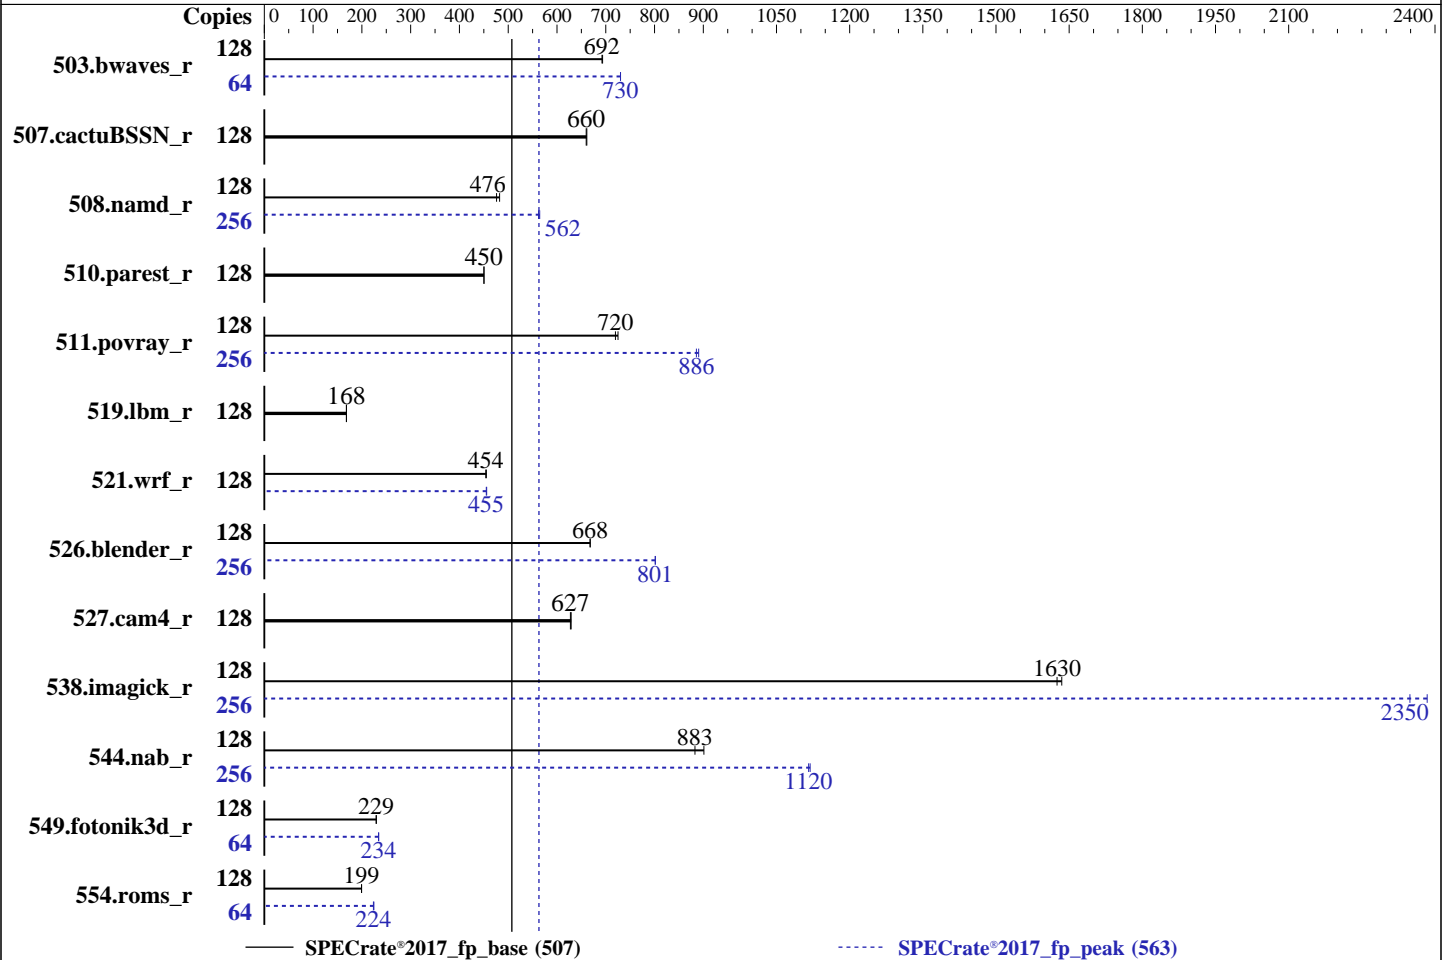 Copies 0 100 200 300 400 500 600 700 800 900 1050 1200 1350 1500 1650 1800 1950 2100 2400
503.bwaves_r 128 692
64 730
507.cactuBSSN_r 128 660
508.namd_r 128 476
256 562
510.parest_r 128 450
511.povray_r 128 720
256 886
519.lbm_r 128 168
521.wrf_r 128 454
455
526.blender_r 128 668
256 801
527.cam4_r 128 627
538.imagick_r 128 1630
256 2350
544.nab_r 128 883
256 1120
549.fotonik3d_r 128 229
64 234
554.roms_r 128 199
64 224
SPECrate®2017_fp_base (507) SPECrate®2017_fp_peak (563)